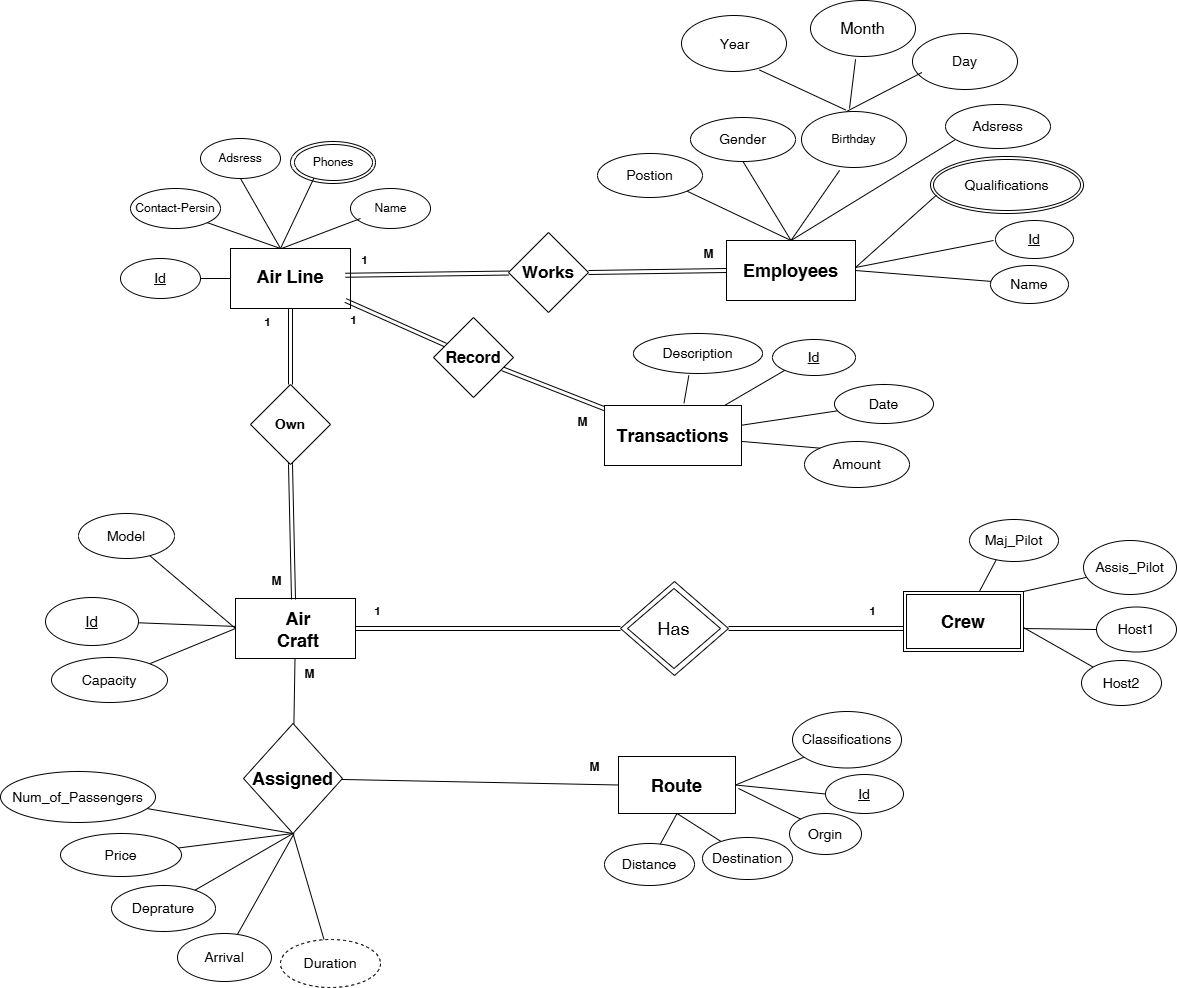 Month
Year
Day
Adsress
Gender
Birthday
Adsress
Phones
Postion
Qualifications
Contact-Persin
Name
Id
Id
Name
Air Line
1
Works
M
Employees
1
1
Record
Description
Id
Date
M
Transactions
Amount
Own
Model
M
Maj_Pilot
Assis_Pilot
Id
Air
Craft
1
Has
1
Crew
Host1
Capacity
M
Host2
Classifications
Assigned
M
Route
Id
Num_of_Passengers
Orgin
Price
Distance
Destination
Deprature
Arrival
Duration